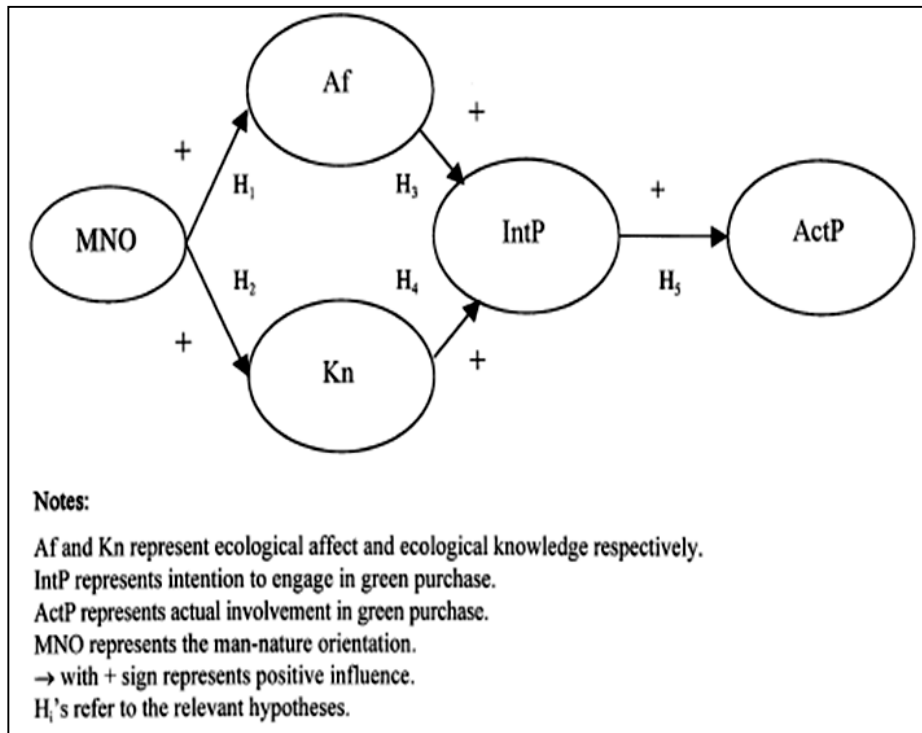 Af
+
+
H₁
H₃
+
MNO
IntP
ActP
H₂
H₄
H₅
+
Kn
+
Notes:
Af and Kn represent ecological affect and ecological knowledge respectively.
IntP represents intention to engage in green purchase.
ActP represents actual involvement in green purchase.
MNO represents the man-nature orientation.
→ with + sign represents positive influence.
Hᵢ's refer to the relevant hypotheses.